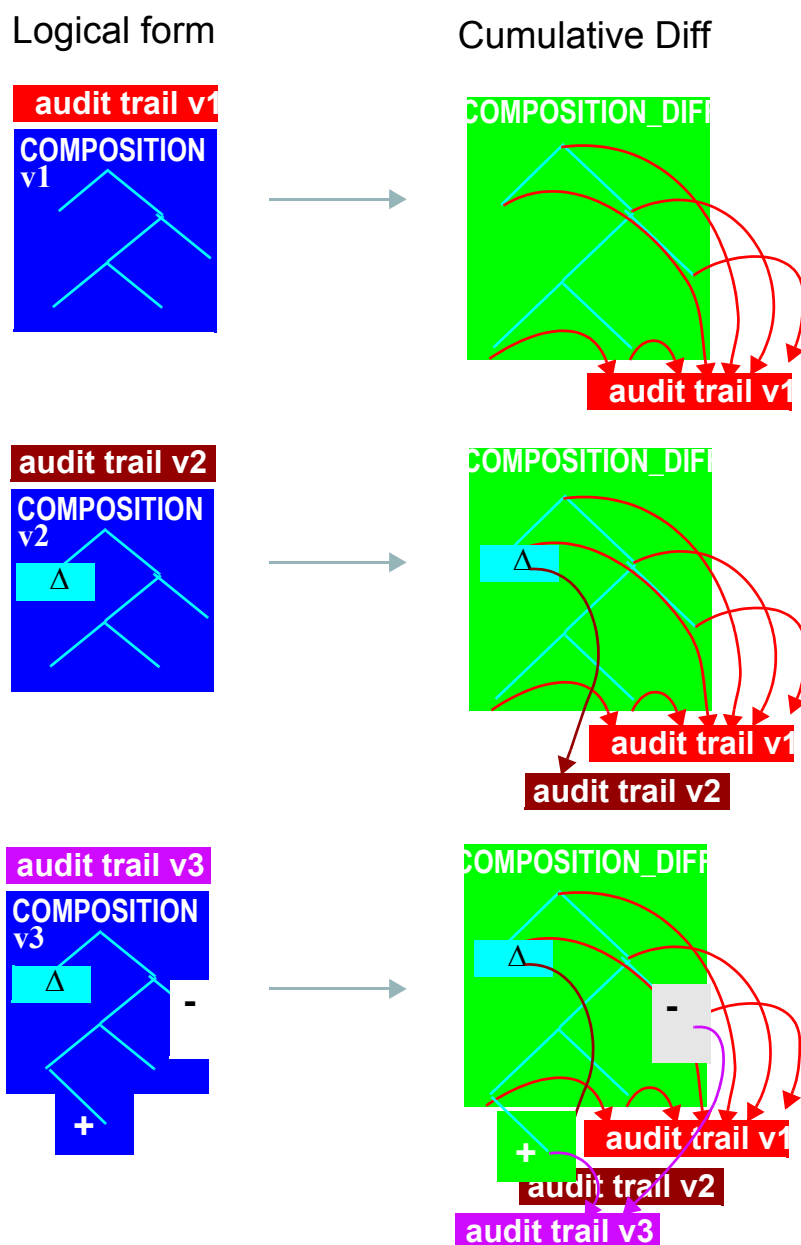 Logical form
Cumulative Diff
audit trail v1
COMPOSITION
v1
COMPOSITION_DIFF
audit trail v1
audit trail v2
COMPOSITION
v2
Δ
COMPOSITION_DIFF
Δ
audit trail v1
audit trail v2
audit trail v3
COMPOSITION
v3
Δ
-
+
COMPOSITION_DIFF
Δ
-
+
audit trail v1
audit trail v2
audit trail v3